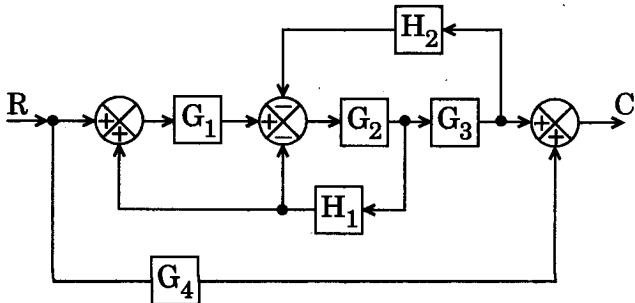 H₂
R
C
+ + G₁ + − − G₂ G₃ + +
H₁
G₄